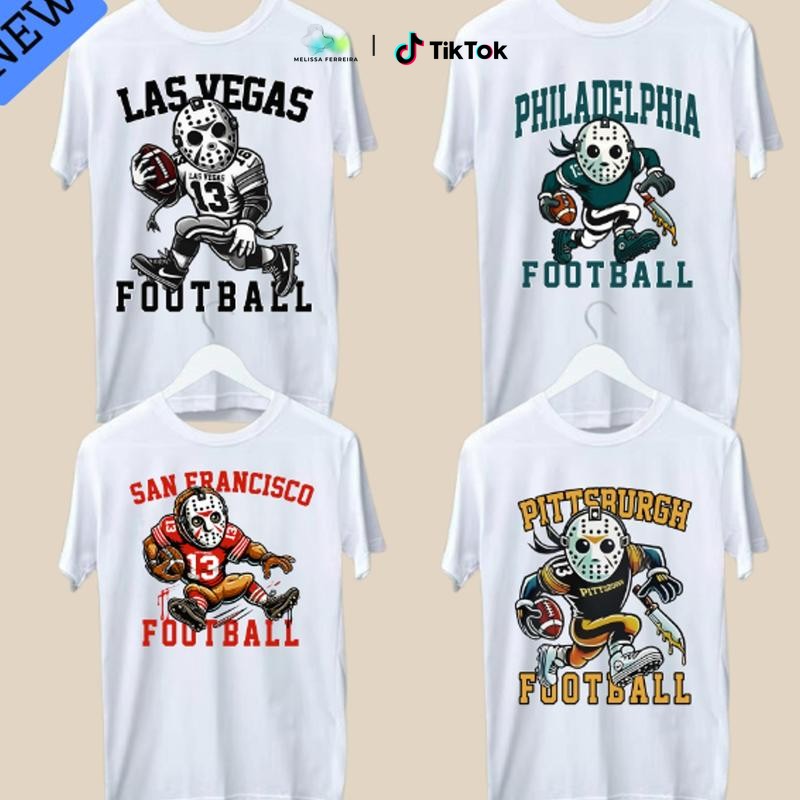 NEW
MELISSA FERREIRA
TikTok
LAS VEGAS
LAS VEGAS
13
FOOTBALL
PHILADELPHIA
13
FOOTBALL
SAN FRANCISCO
13
13
13
FOOTBALL
PITTSBURGH
PITTSBURGH
FOOTBALL